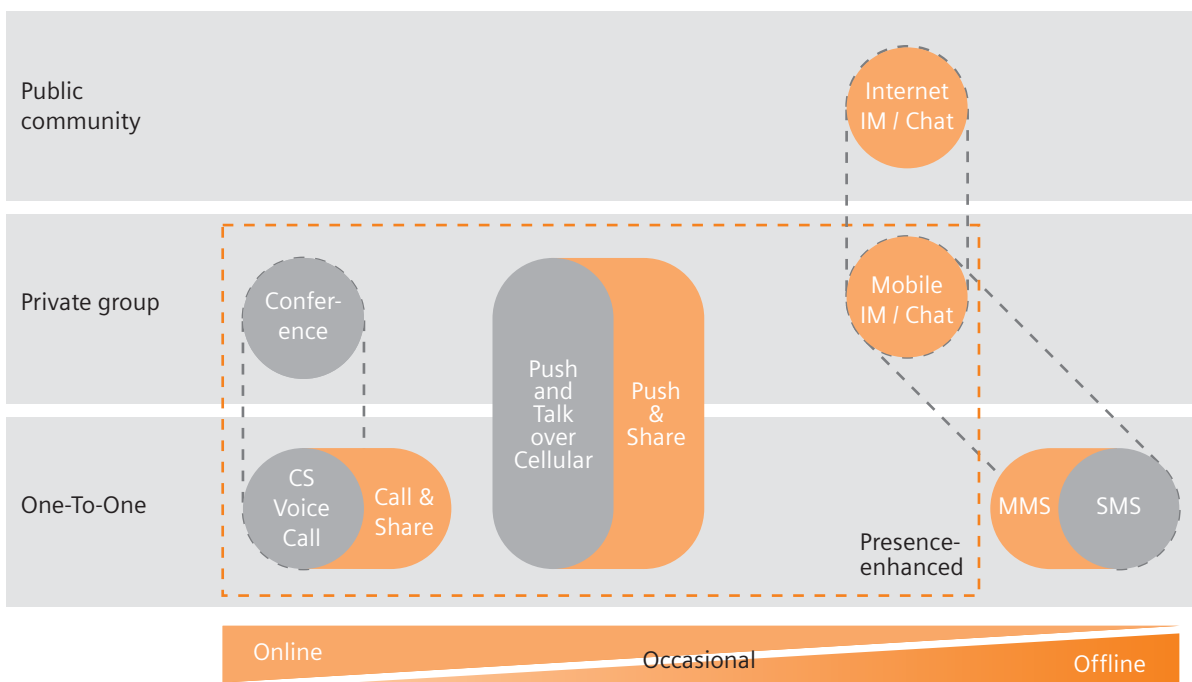 Public
community
Internet
IM / Chat
Private group
Confer-
ence
Mobile
IM / Chat
Push
and
Talk
over
Cellular
Push
&
Share
One-To-One
CS
Voice
Call
Call &
Share
MMS
SMS
Presence-
enhanced
Online
Occasional
Offline